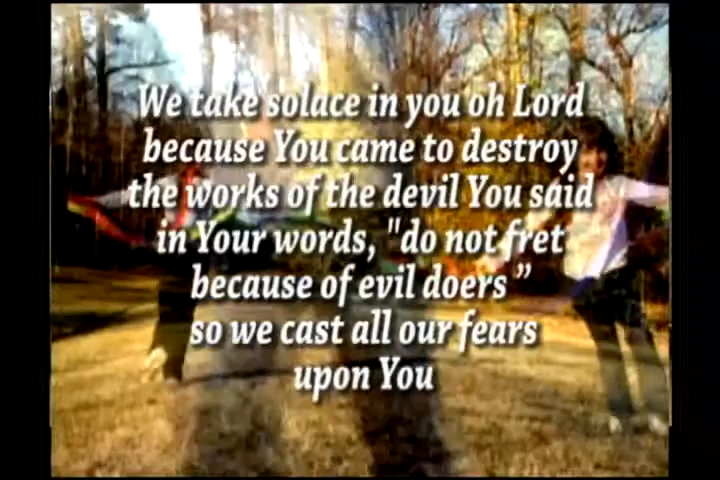 We take solace in you oh Lord
because You came to destroy
the works of the devil You said
in Your words, "do not fret
because of evil doers ”
so we cast all our fears
upon You